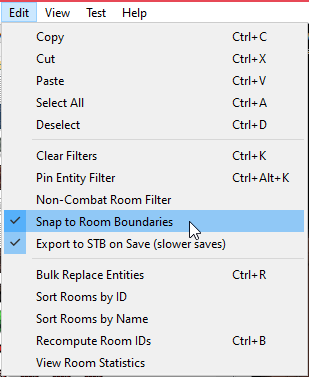 Edit View Test Help
Copy Ctrl+C
Cut Ctrl+X
Paste Ctrl+V
Select All Ctrl+A
Deselect Ctrl+D
Clear Filters Ctrl+K
Pin Entity Filter Ctrl+Alt+K
Non-Combat Room Filter
Snap to Room Boundaries
Export to STB on Save (slower saves)
Bulk Replace Entities Ctrl+R
Sort Rooms by ID
Sort Rooms by Name
Recompute Room IDs Ctrl+B
View Room Statistics